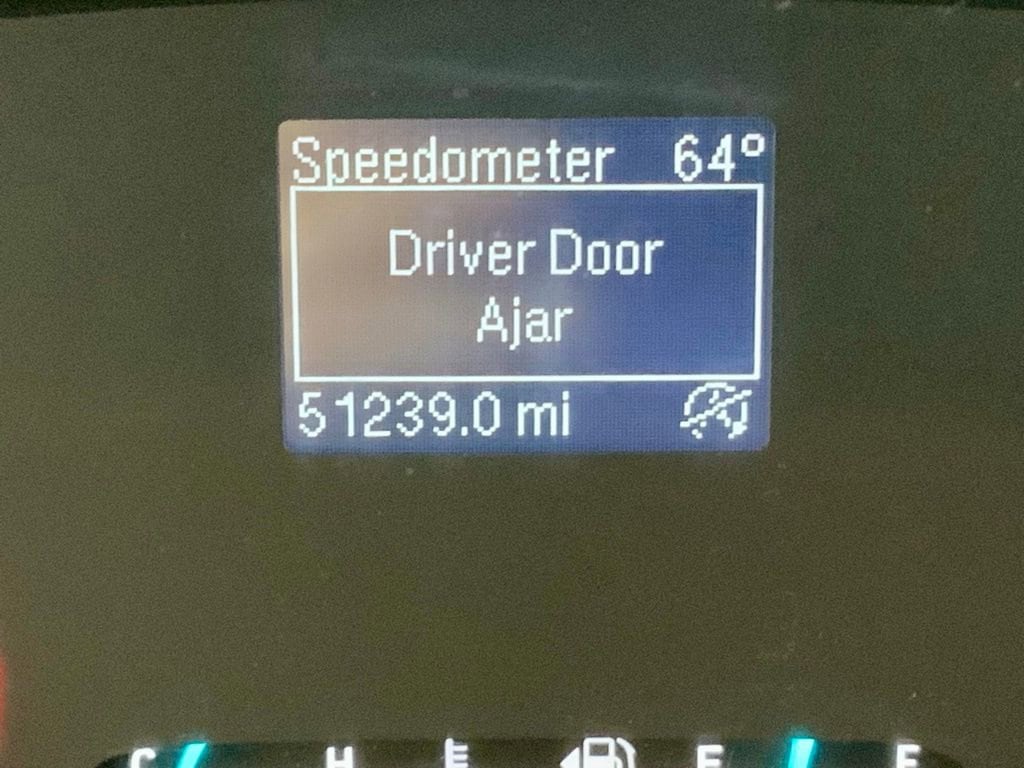 Speedometer 64°
Driver Door
Ajar
51239.0 mi
C H E F